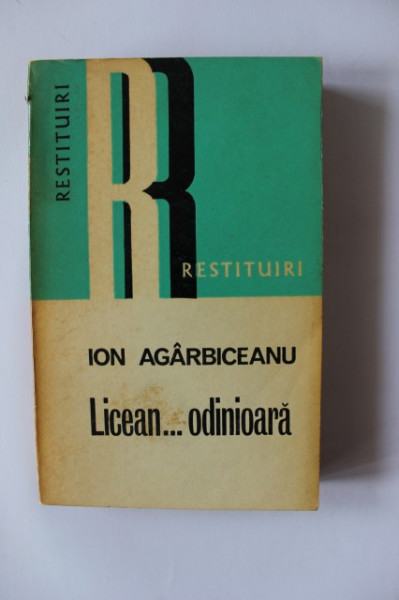 RESTITUIRI
R
RESTITUIRI
ION AGÂRBICEANU
Licean... odinioară